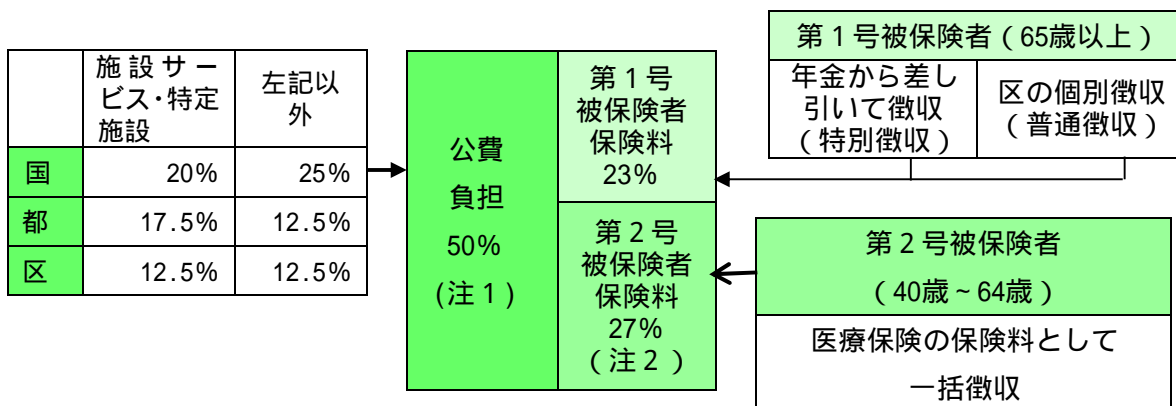 施設サー
ビス・特定
施設
左記以
外
国
20%
25%
都
17.5%
12.5%
区
12.5%
12.5%
公費
負担
50%
(注１)
第１号
被保険者
保険料
23%
第２号
被保険者
保険料
27%
(注２)
第１号被保険者(65歳以上)
年金から差し
引いて徴収
(特別徴収)
区の個別徴収
(普通徴収)
第２号被保険者
(40歳～64歳)
医療保険の保険料として
一括徴収